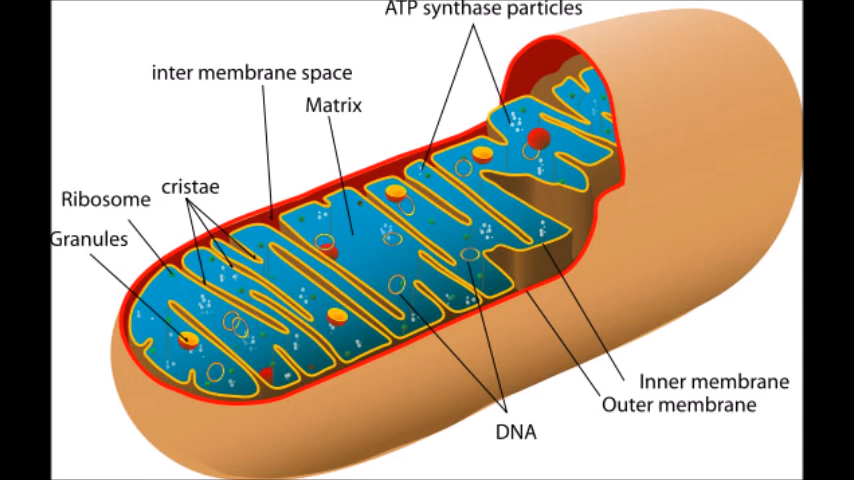 ATP synthase particles
inter membrane space
Matrix
cristae
Ribosome
Granules
Inner membrane
Outer membrane
DNA